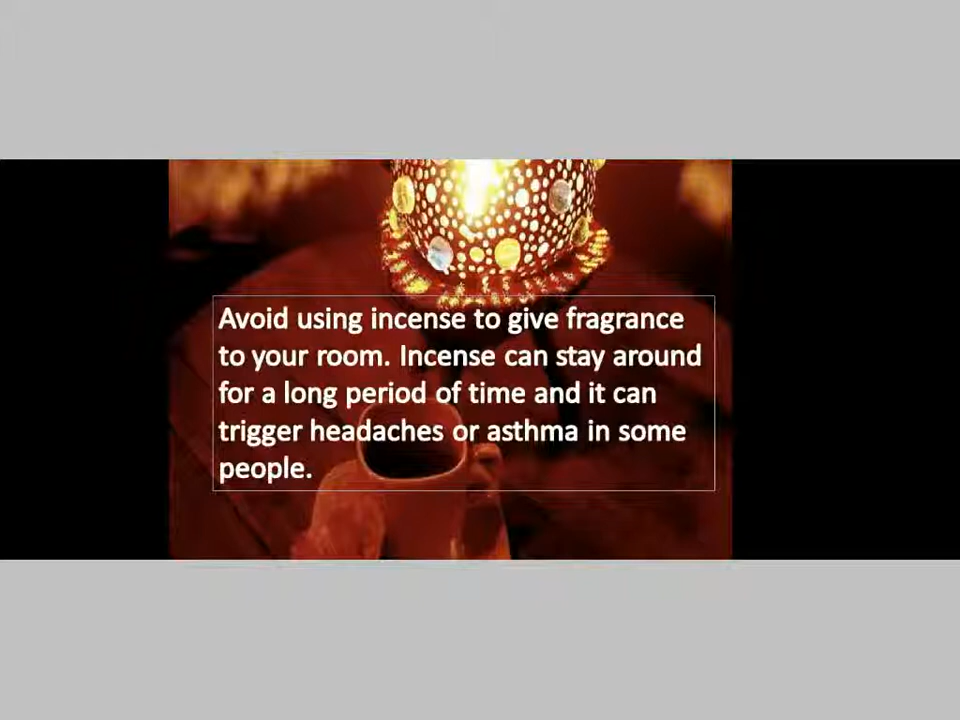 Avoid using incense to give fragrance
to your room. Incense can stay around
for a long period of time and it can
trigger headaches or asthma in some
people.